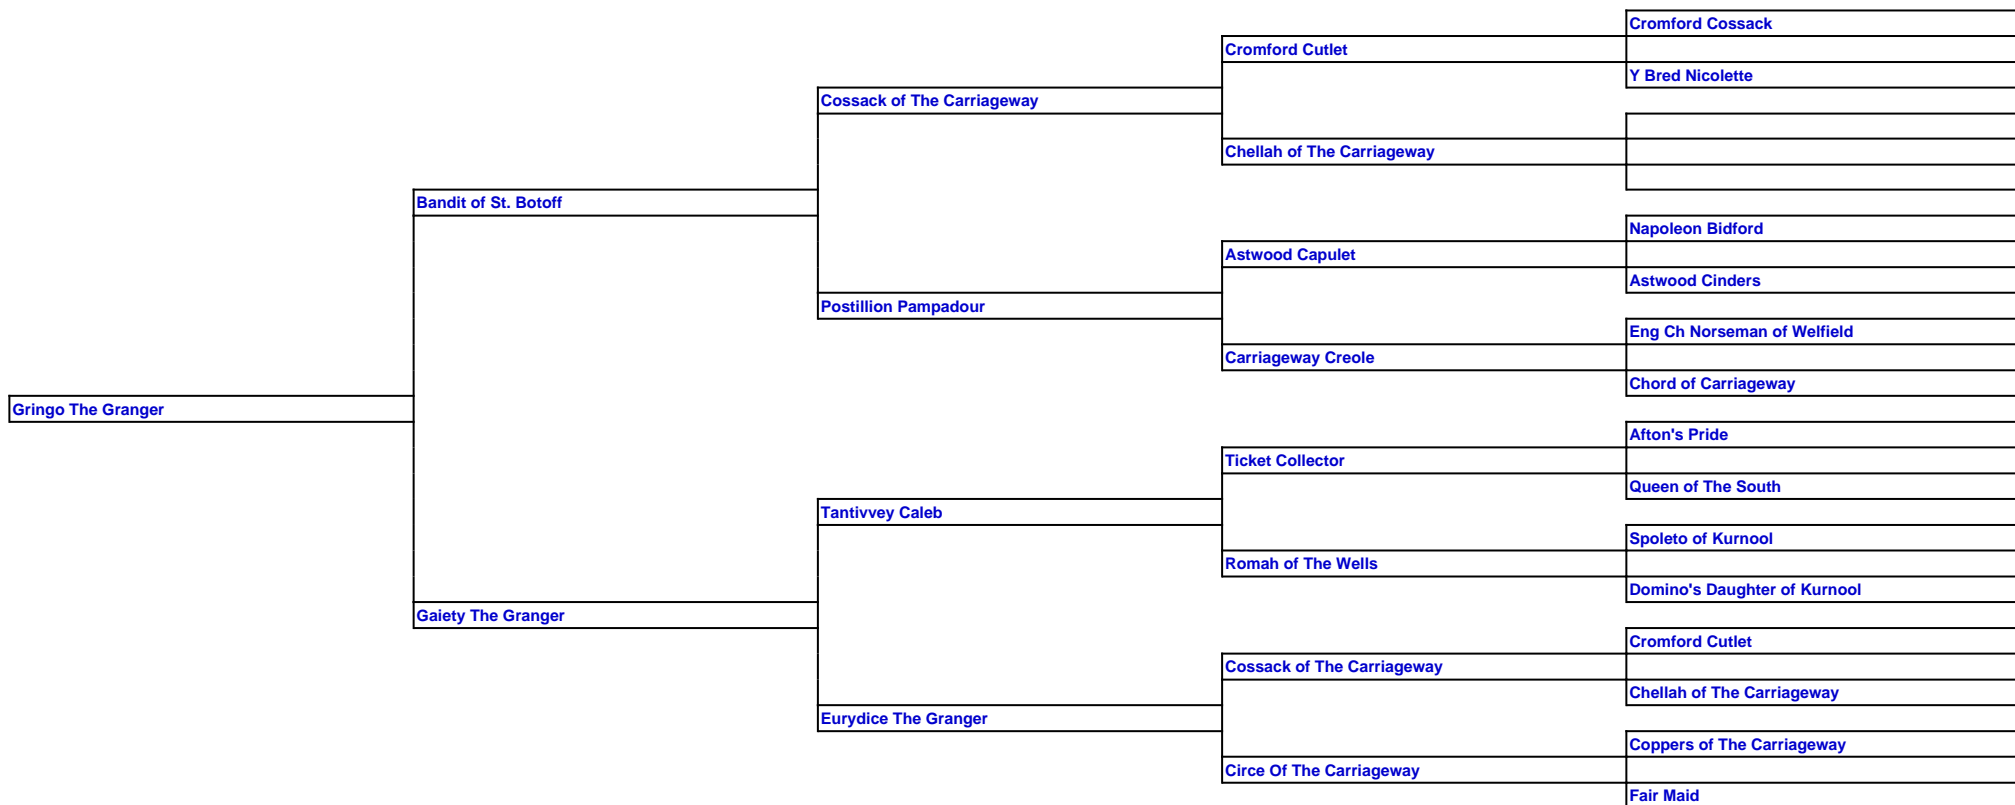 Cromford Cossack
Cromford Cutlet
Y Bred Nicolette
Cossack of The Carriageway
Chellah of The Carriageway
Bandit of St. Botoff
Napoleon Bidford
Astwood Capulet
Astwood Cinders
Postillion Pampadour
Eng Ch Norseman of Welfield
Carriageway Creole
Chord of Carriageway
Gringo The Granger
Afton's Pride
Ticket Collector
Queen of The South
Tantivvey Caleb
Spoleto of Kurnool
Romah of The Wells
Domino's Daughter of Kurnool
Gaiety The Granger
Cromford Cutlet
Cossack of The Carriageway
Chellah of The Carriageway
Eurydice The Granger
Coppers of The Carriageway
Circe Of The Carriageway
Fair Maid